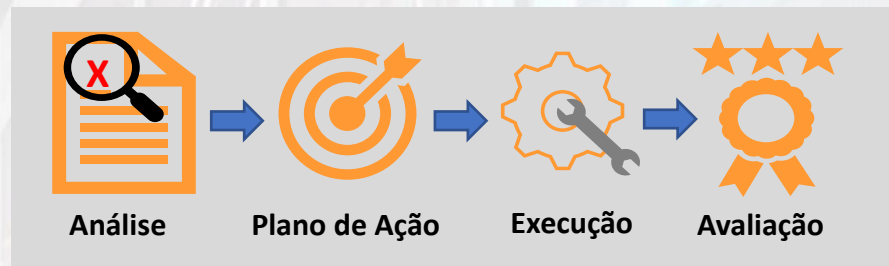 X
Análise
Plano de Ação
Execução
Avaliação